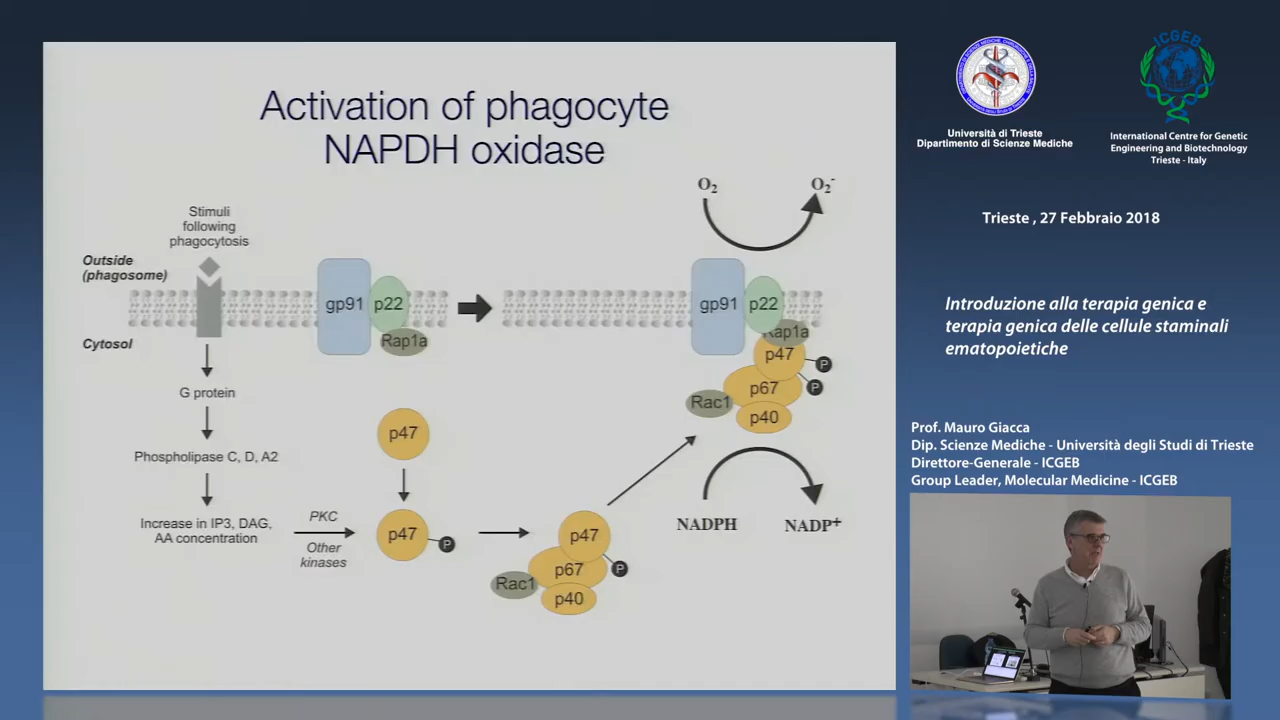 Activation of phagocyte
NAPDH oxidase
Stimuli
following
phagocytosis
Outside
(phagosome)
Cytosol
G protein
Phospholipase C, D, A2
Increase in IP3, DAG,
AA concentration
PKC
Other
kinases
gp91
p22
Rap1a
p47
p47
P
p47
p67
p40
Rac1
P
O2
O2-
gp91
p22
Rap1a
p47
P
P
p67
Rac1
p40
NADPH
NADP+
Università di Trieste
Dipartimento di Scienze Mediche
ICGEB
International Centre for Genetic
Engineering and Biotechnology
Trieste - Italy
Trieste , 27 Febbraio 2018
Introduzione alla terapia genica e
terapia genica delle cellule staminali
ematopoietiche
Prof. Mauro Giacca
Dip. Scienze Mediche - Università degli Studi di Trieste
Direttore-Generale - ICGEB
Group Leader, Molecular Medicine - ICGEB